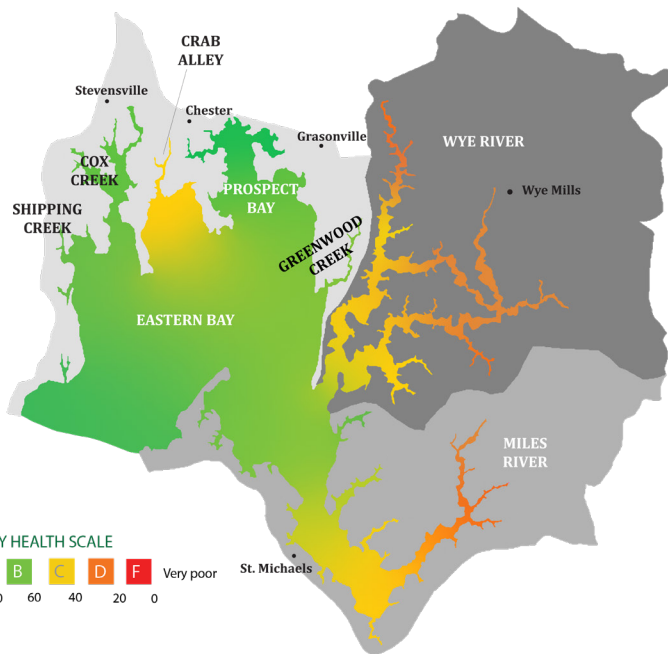 CRAB
ALLEY
Stevensville
Chester
Grasonville
WYE RIVER
COX
CREEK
PROSPECT
BAY
Wye Mills
SHIPPING
CREEK
GREENWOOD
CREEK
EASTERN BAY
MILES
RIVER
Y HEALTH SCALE
B C D F Very poor
0 60 40 20 0
St. Michaels